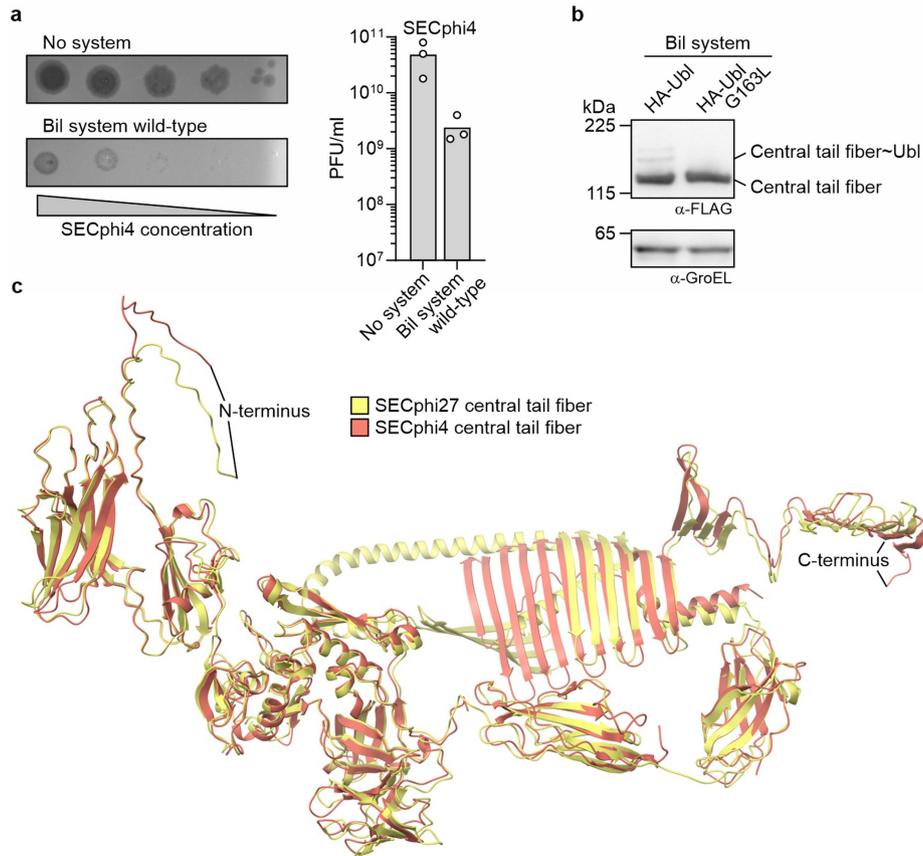 a
No system
Bil system wild-type
SECphi4 concentration
SECphi4
10¹¹
10¹⁰
10⁹
10⁸
10⁷
PFU/ml
No system
Bil system
wild-type
b
Bil system
HA-Ubl
HA-Ubl
G163L
kDa
225
115
Central tail fiber~Ubl
Central tail fiber
α-FLAG
65
α-GroEL
c
N-terminus
SECphi27 central tail fiber
SECphi4 central tail fiber
C-terminus